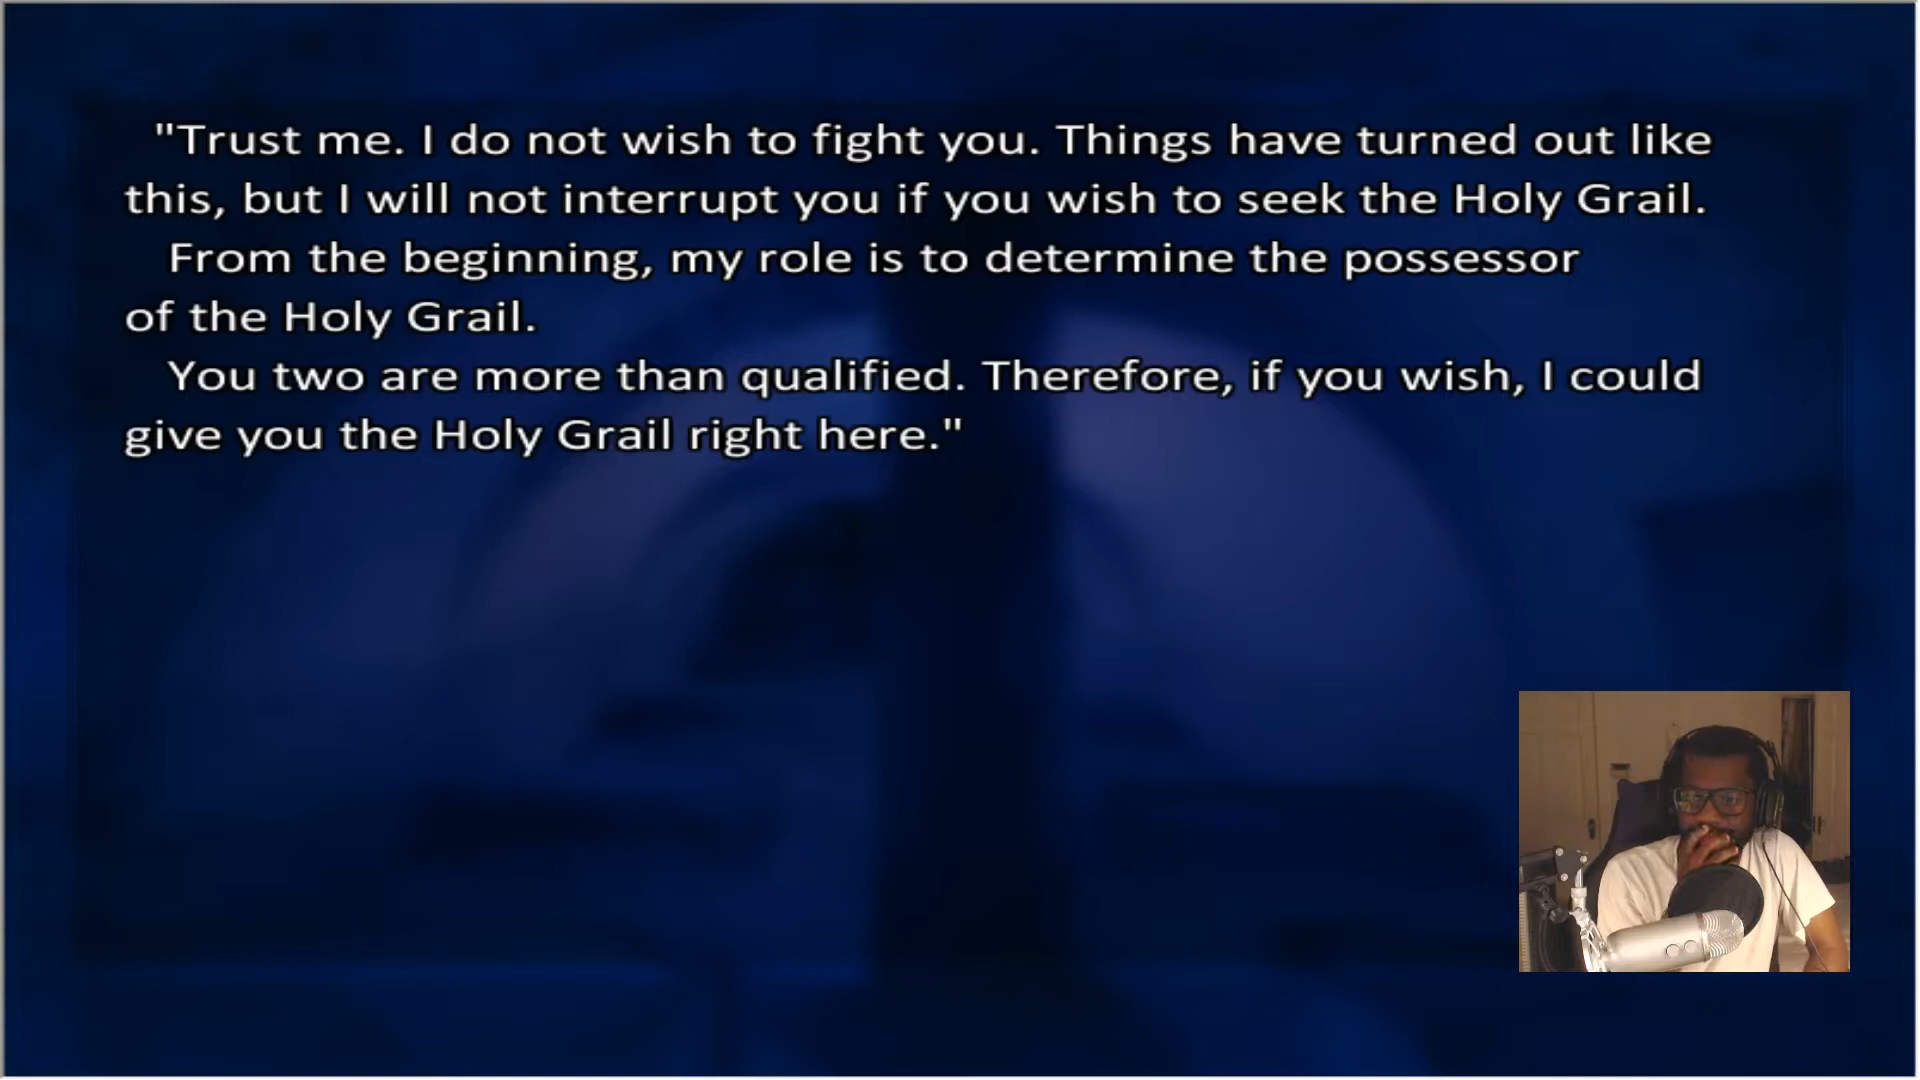 "Trust me. I do not wish to fight you. Things have turned out like
this, but I will not interrupt you if you wish to seek the Holy Grail.
From the beginning, my role is to determine the possessor
of the Holy Grail.
You two are more than qualified. Therefore, if you wish, I could
give you the Holy Grail right here."